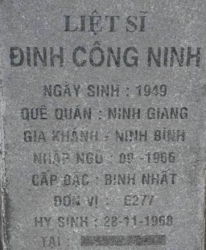 LIỆT SĨ
ĐINH CÔNG NINH
NGÀY SINH : 1949
QUÊ QUÁN : NINH GIANG
GIA KHÁNH - NINH BÌNH
NHẬP NGŨ : 09 - 1966
CẤP BẬC : BINH NHẤT
ĐƠN VỊ : E277
HY SINH : 28-11-1968
TẠI :